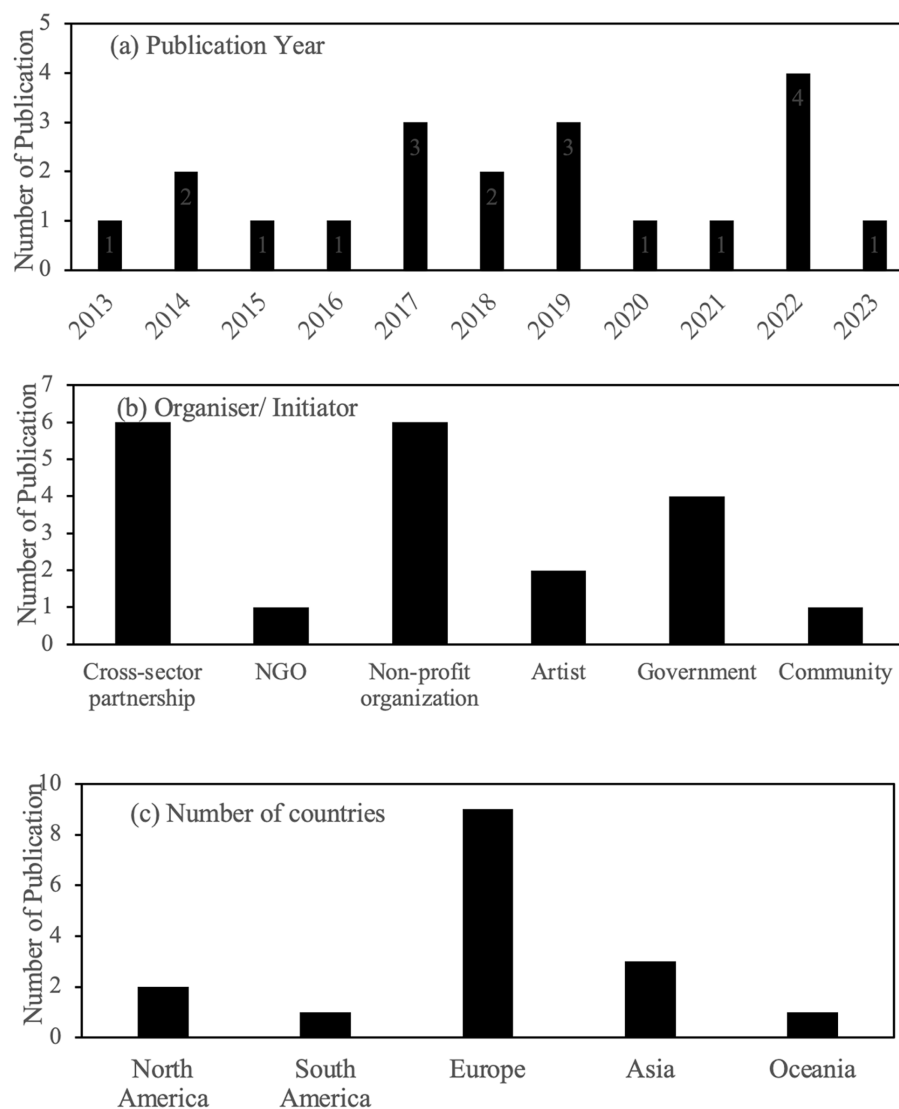 (a) Publication Year
Number of Publication
5
4
3
2
1
0
1
2
1
1
3
2
3
1
1
4
1
2013
2014
2015
2016
2017
2018
2019
2020
2021
2022
2023
(b) Organiser/ Initiator
Number of Publication
7
6
5
4
3
2
1
0
Cross-sector
partnership
NGO
Non-profit
organization
Artist
Government
Community
(c) Number of countries
Number of Publication
10
8
6
4
2
0
North
America
South
America
Europe
Asia
Oceania